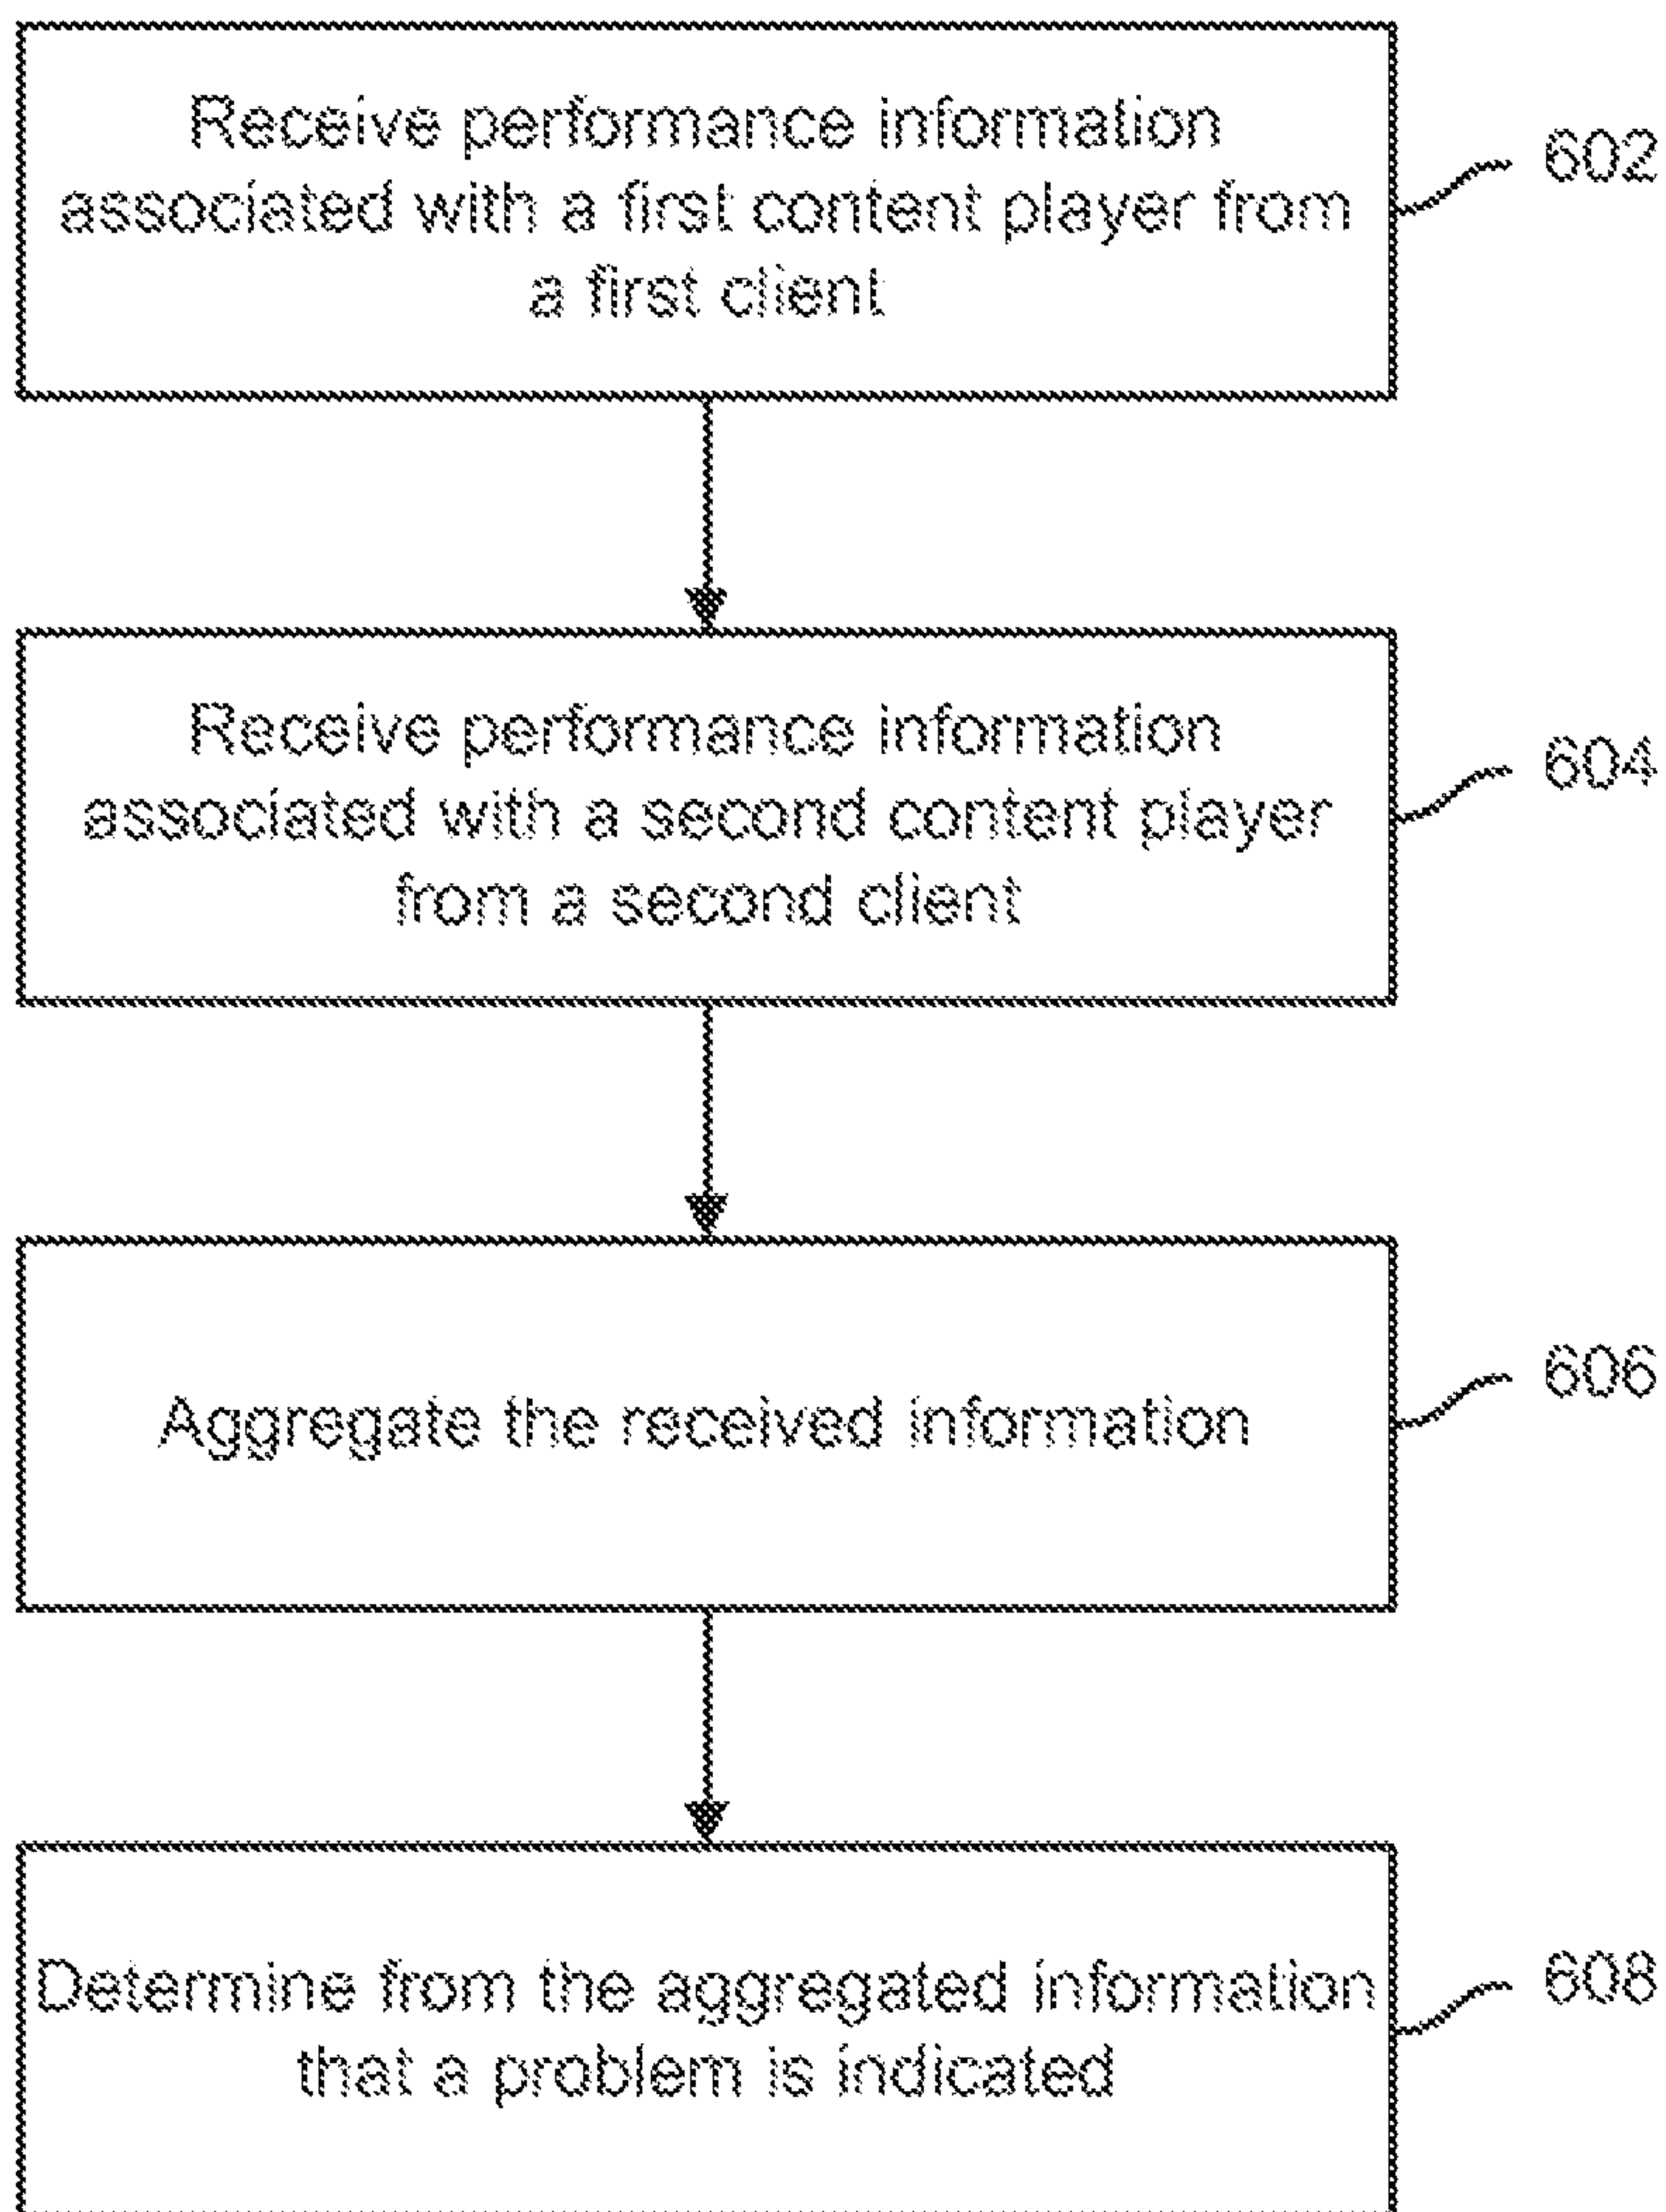 Receive performance information
associated with a first content player from
a first client
602
Receive performance information
associated with a second content player
from a second client
604
Aggregate the received information
606
Determine from the aggregated information
that a problem is indicated
608